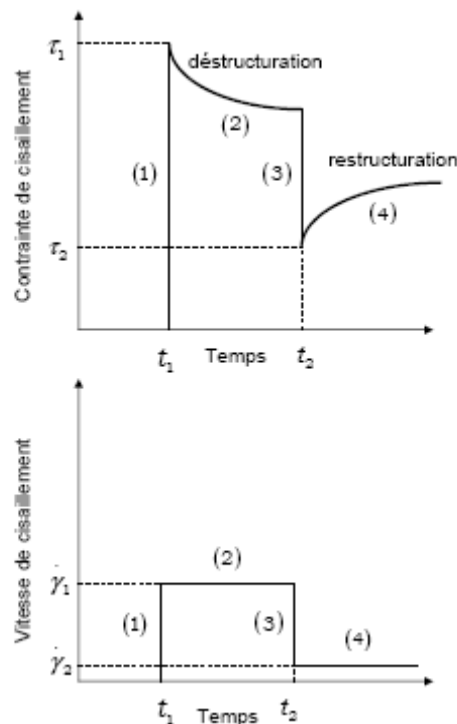 τ₁
déstructuration
(2)
(1)
(3)
restructuration
(4)
τ₂
Contrainte de cisaillement
t₁ Temps t₂
(2)
γ̇₁
(1)
(3)
(4)
γ̇₂
Vitesse de cisaillement
t₁ Temps t₂